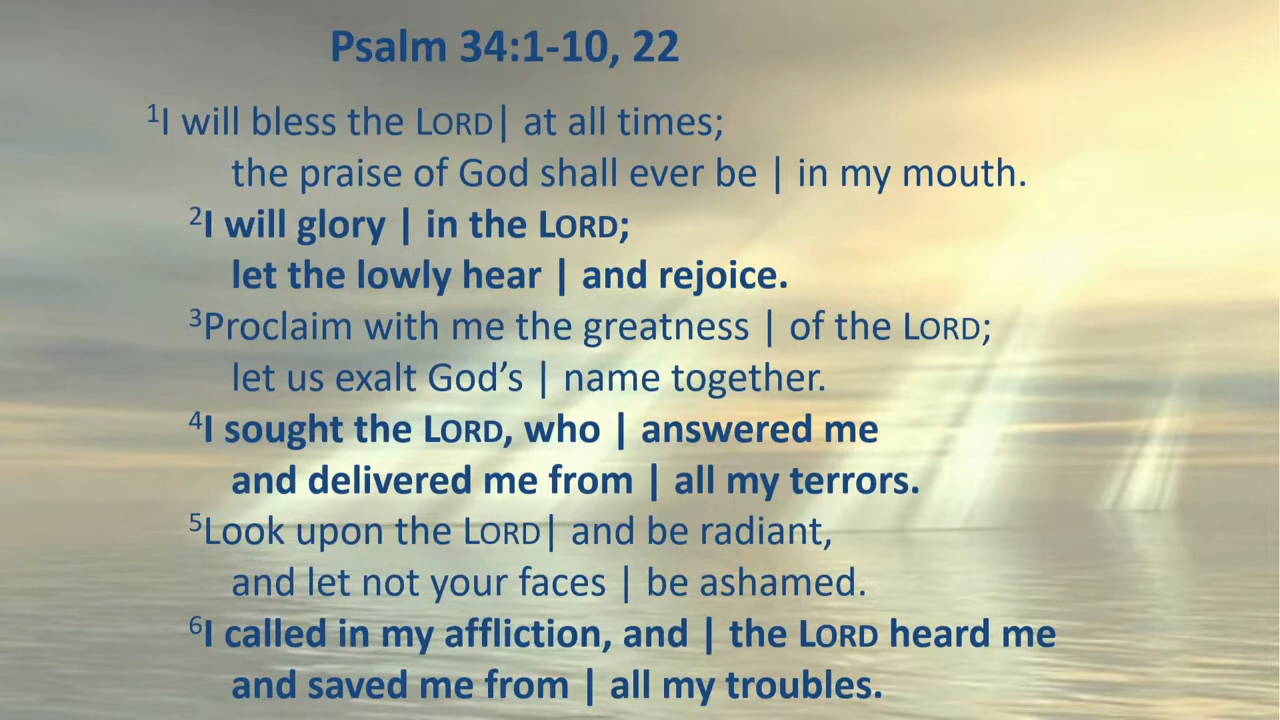 Psalm 34:1-10, 22
¹I will bless the LORD| at all times;
the praise of God shall ever be | in my mouth.
²I will glory | in the LORD;
let the lowly hear | and rejoice.
³Proclaim with me the greatness | of the LORD;
let us exalt God’s | name together.
⁴I sought the LORD, who | answered me
and delivered me from | all my terrors.
⁵Look upon the LORD| and be radiant,
and let not your faces | be ashamed.
⁶I called in my affliction, and | the LORD heard me
and saved me from | all my troubles.